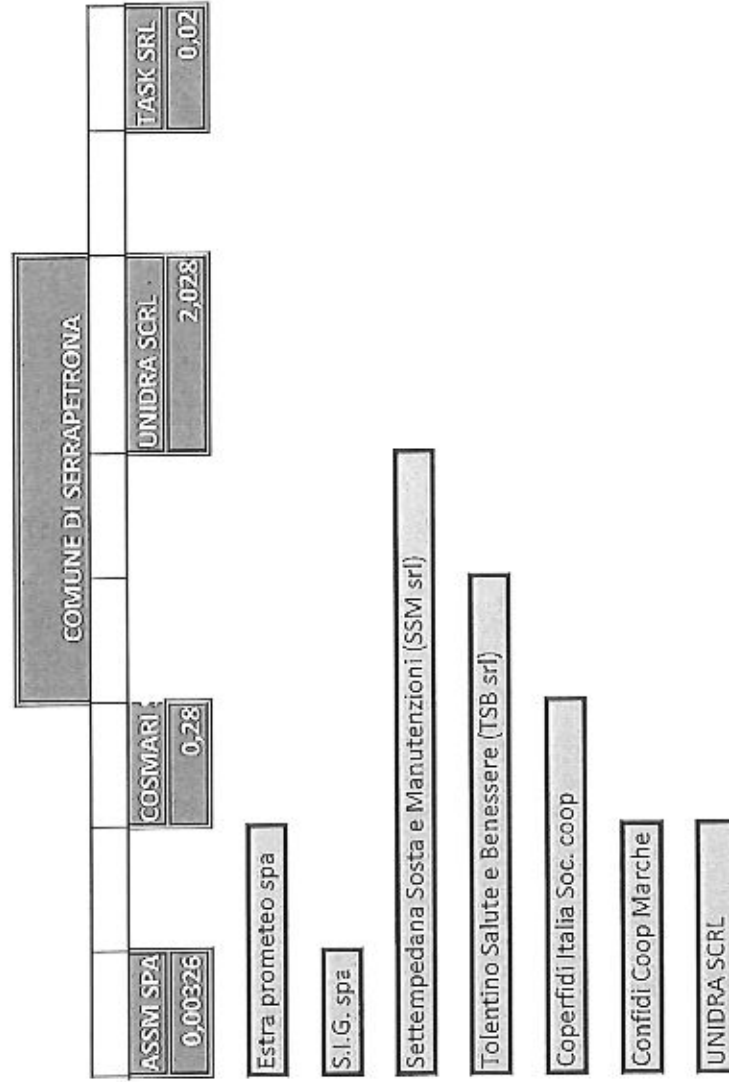 COMUNE DI SERRAPETRONA
ASSM SPA
COSMARI
UNIDRA SCRL
TASK SRL
0,00326
0,28
2,028
0,02
Estra prometeo spa
S.I.G. spa
Settempedana Sosta e Manutenzioni (SSM srl)
Tolentino Salute e Benessere (TSB srl)
Coperfidi Italia Soc. coop
Confidi Coop Marche
UNIDRA SCRL